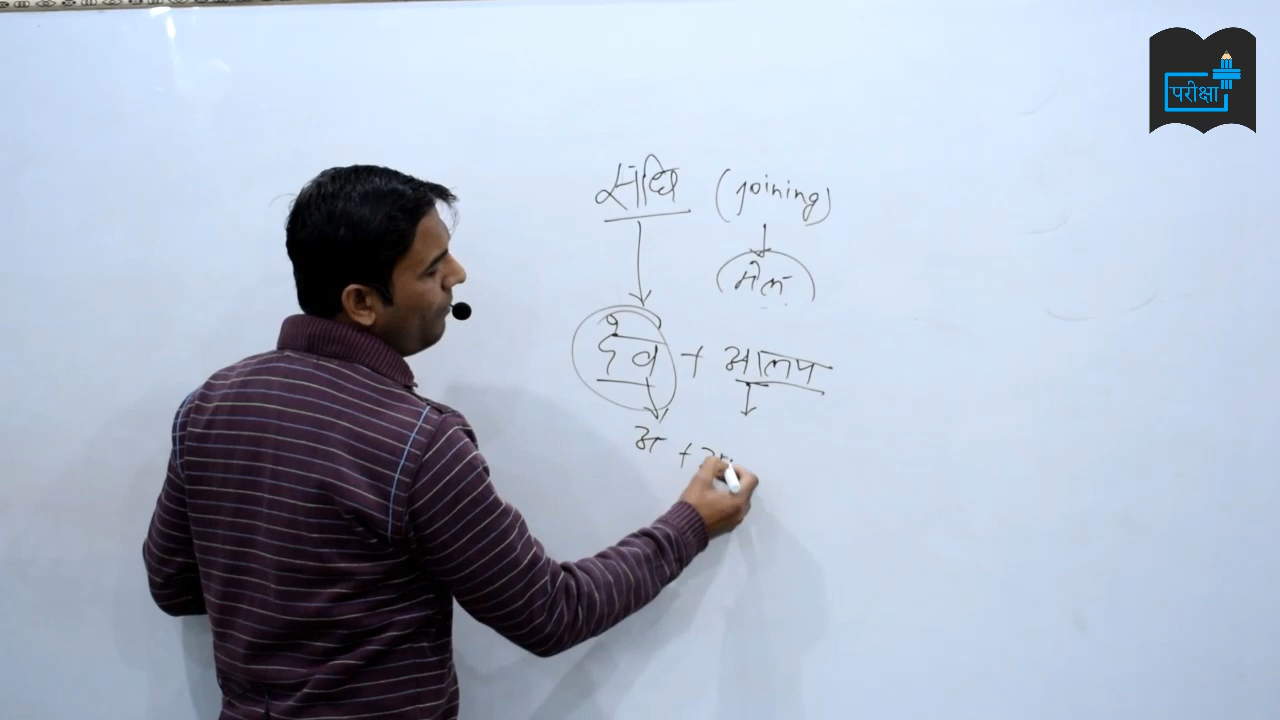 परीक्षा
संधि (Joining)
मेल
देव + आलय
अ + आ